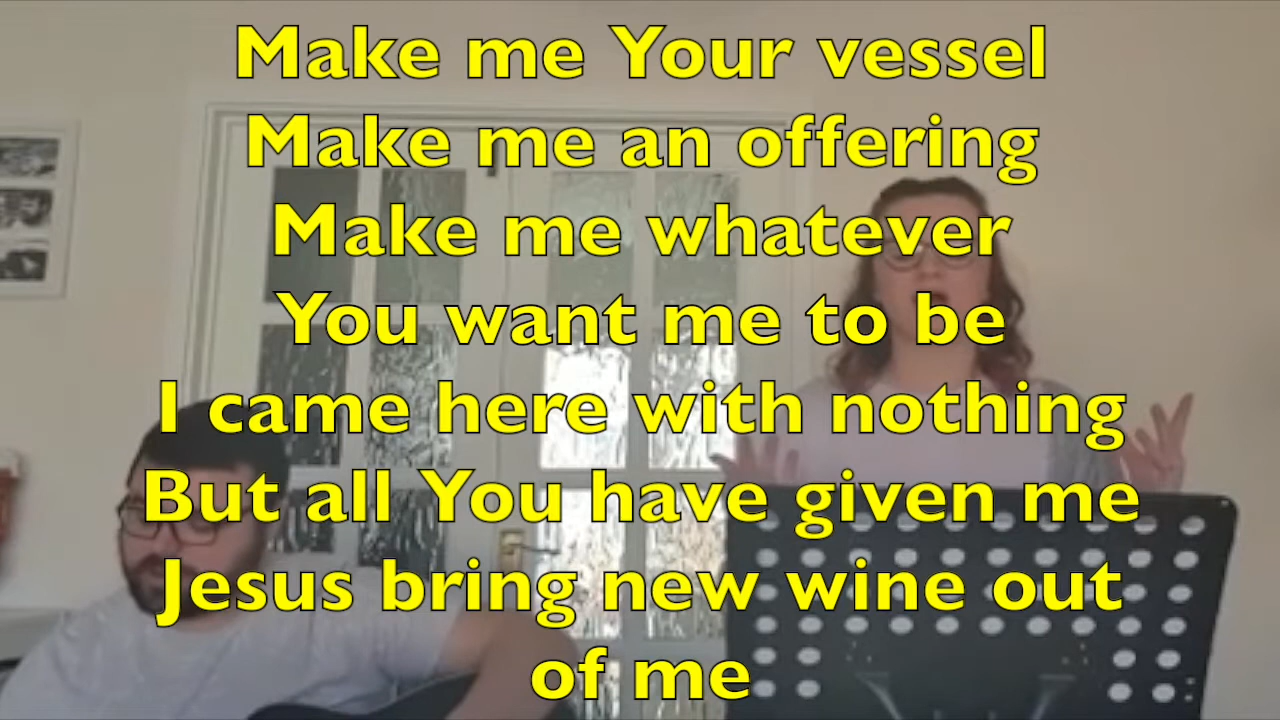 Make me Your vessel
Make me an offering
Make me whatever
You want me to be
I came here with nothing
But all You have given me
Jesus bring new wine out
of me